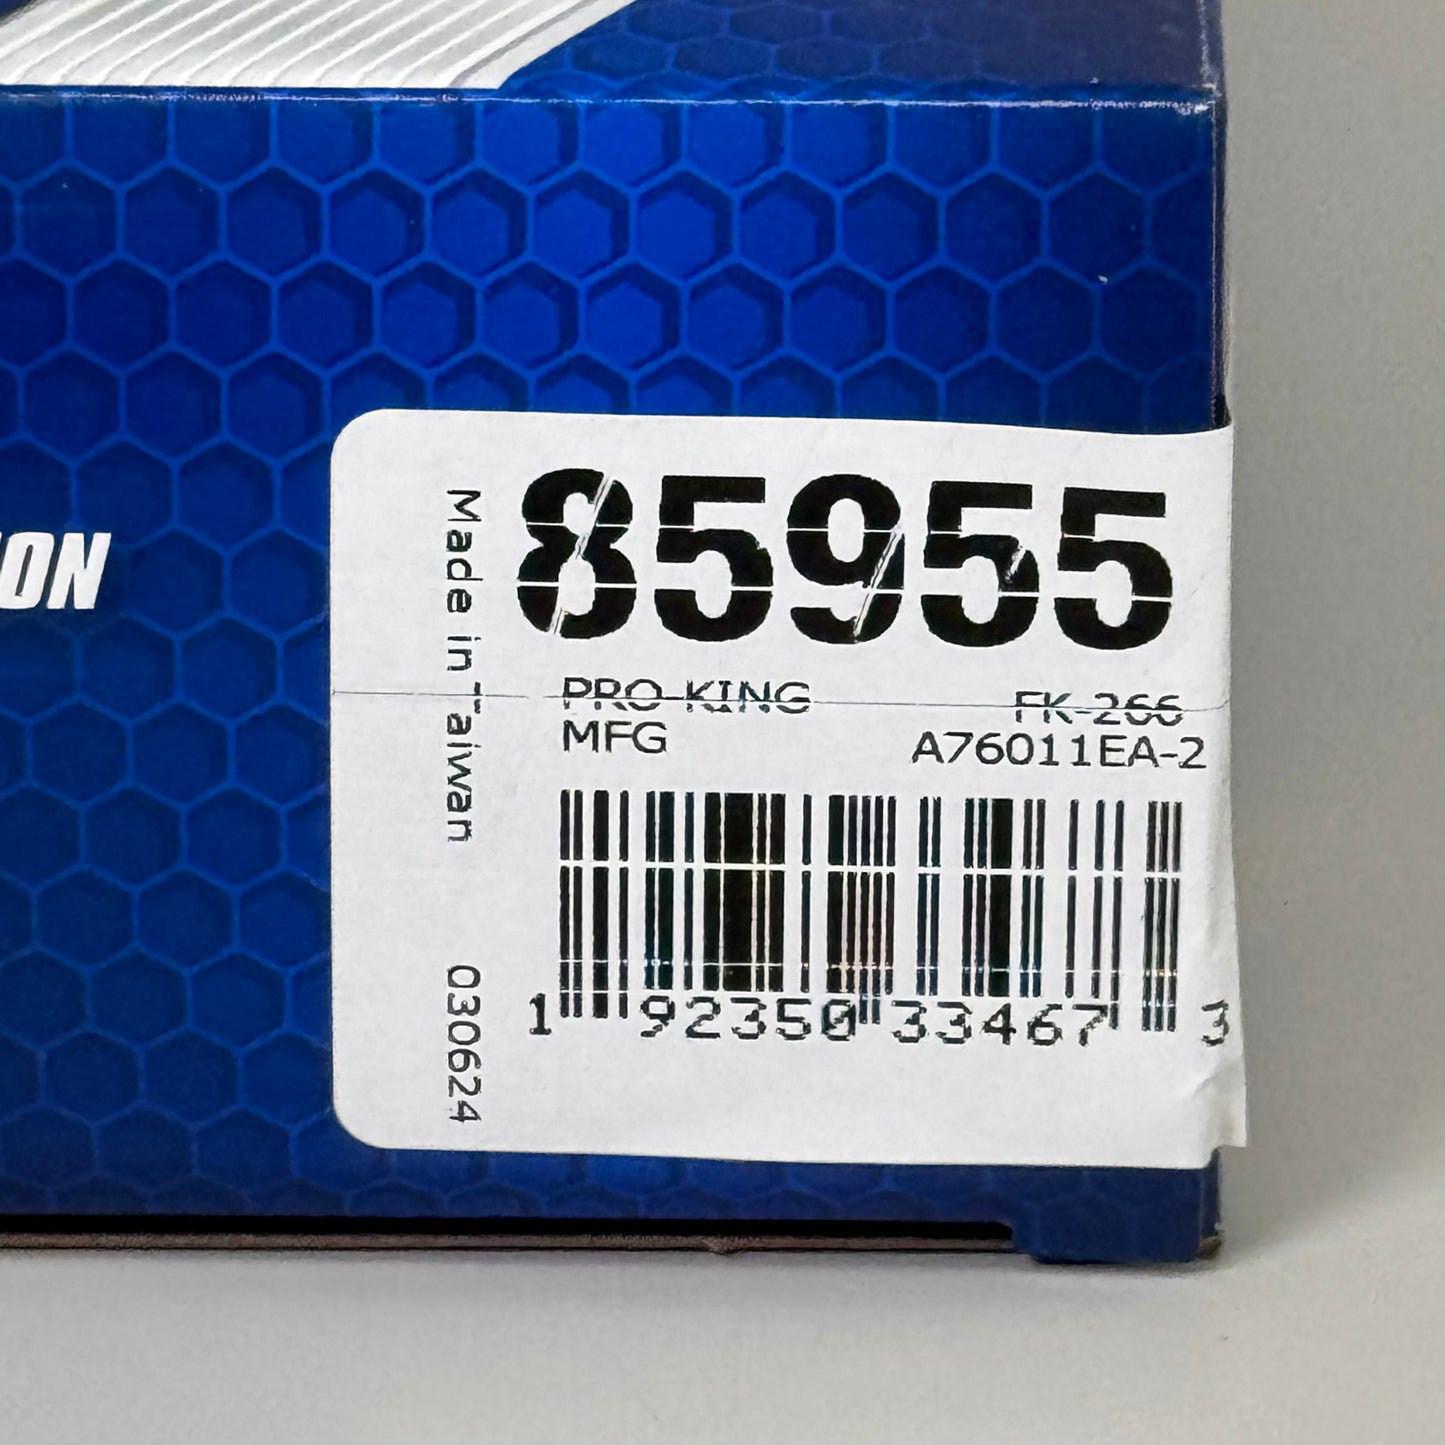 ON
85955
PRO-KING FK-266
MFG A76011EA-2
1 92350 33467 3
Made in Taiwan 030624